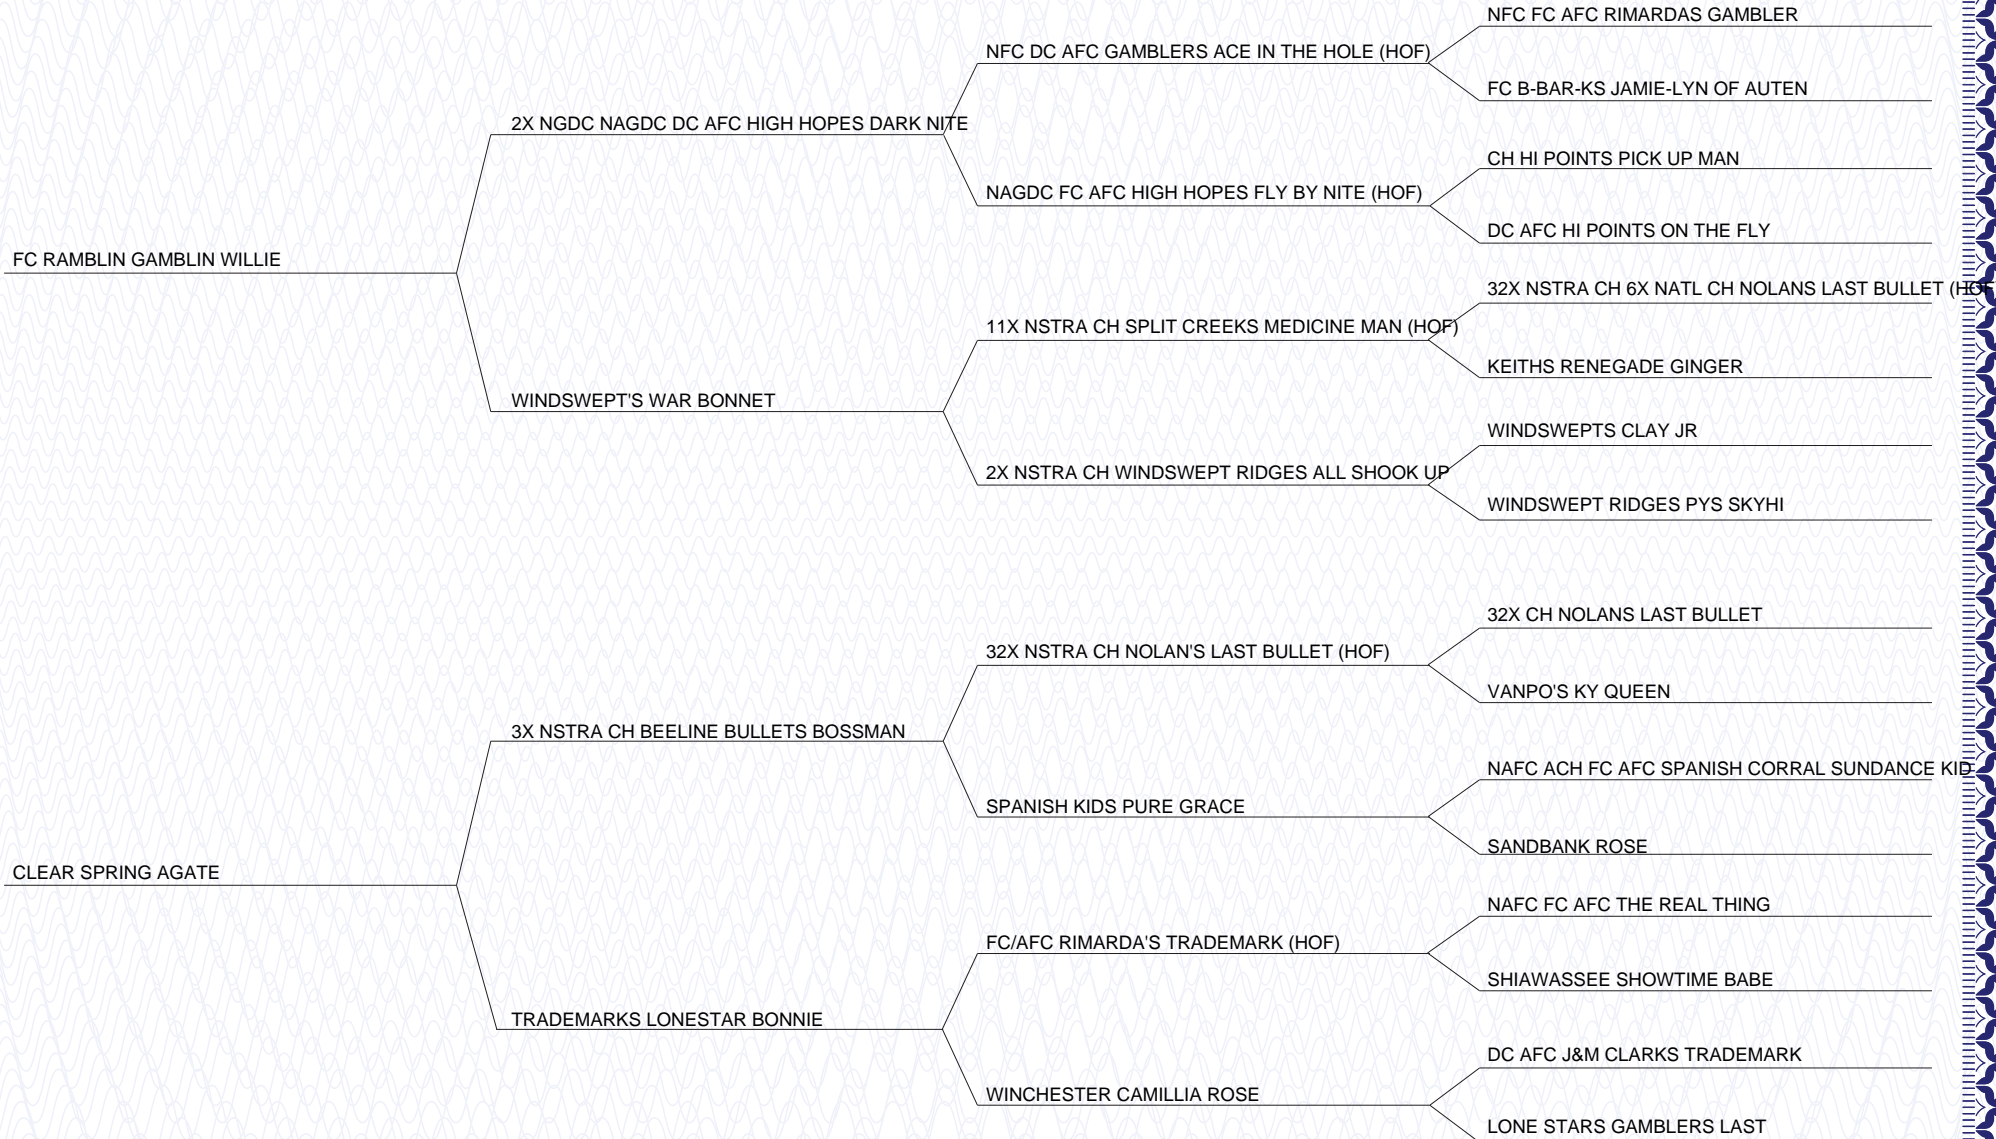 NFC FC AFC RIMARDAS GAMBLER
NFC DC AFC GAMBLERS ACE IN THE HOLE (HOF)
FC B-BAR-KS JAMIE-LYN OF AUTEN
2X NGDC NAGDC DC AFC HIGH HOPES DARK NITE
CH HI POINTS PICK UP MAN
NAGDC FC AFC HIGH HOPES FLY BY NITE (HOF)
DC AFC HI POINTS ON THE FLY
FC RAMBLIN GAMBLIN WILLIE
32X NSTRA CH 6X NATL CH NOLANS LAST BULLET (HOF
11X NSTRA CH SPLIT CREEKS MEDICINE MAN (HOF)
KEITHS RENEGADE GINGER
WINDSWEPT'S WAR BONNET
WINDSWEPTS CLAY JR
2X NSTRA CH WINDSWEPT RIDGES ALL SHOOK UP
WINDSWEPT RIDGES PYS SKYHI
32X CH NOLANS LAST BULLET
32X NSTRA CH NOLAN'S LAST BULLET (HOF)
VANPO'S KY QUEEN
3X NSTRA CH BEELINE BULLETS BOSSMAN
NAFC ACH FC AFC SPANISH CORRAL SUNDANCE KID
SPANISH KIDS PURE GRACE
SANDBANK ROSE
CLEAR SPRING AGATE
NAFC FC AFC THE REAL THING
FC/AFC RIMARDA'S TRADEMARK (HOF)
SHIAWASSEE SHOWTIME BABE
TRADEMARKS LONESTAR BONNIE
DC AFC J&M CLARKS TRADEMARK
WINCHESTER CAMILLIA ROSE
LONE STARS GAMBLERS LAST